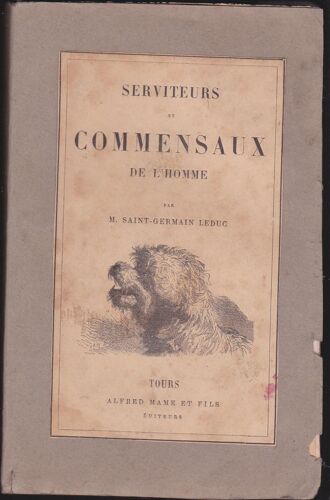 SERVITEURS
ET
COMMENSAUX
DE L'HOMME
PAR
M. SAINT-GERMAIN LEDUC
TOURS
ALFRED MAME ET FILS
ÉDITEURS